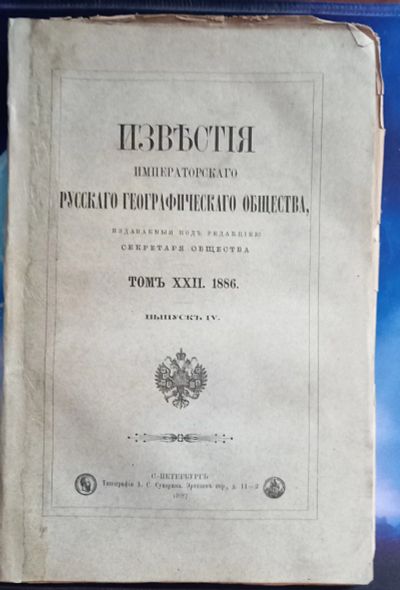 ИЗВѢСТІЯ
ИМПЕРАТОРСКАГО
РУССКАГО ГЕОГРАФИЧЕСКАГО ОБЩЕСТВА,
ИЗДАВАЕМЫЯ ПОДЪ РЕДАКЦІЕЮ
СЕКРЕТАРЯ ОБЩЕСТВА
ТОМЪ XXII. 1886.
ВЫПУСКЪ IV.
С-ПЕТЕРБУРГЪ
Типографія А. С. Суворина. Эртелевъ пер., д. 11—2
1887